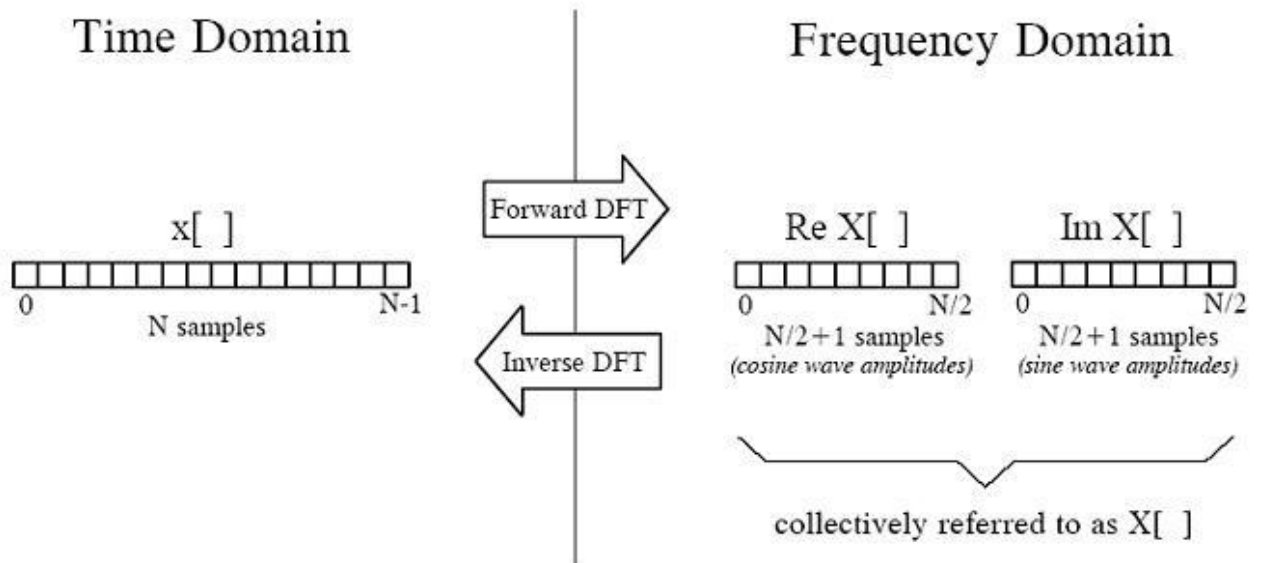 Time Domain
Frequency Domain
Forward DFT
x[ ]
0
N-1
N samples
Re X[ ]
0
N/2
N/2+1 samples
(cosine wave amplitudes)
Im X[ ]
0
N/2
N/2+1 samples
(sine wave amplitudes)
Inverse DFT
collectively referred to as X[ ]